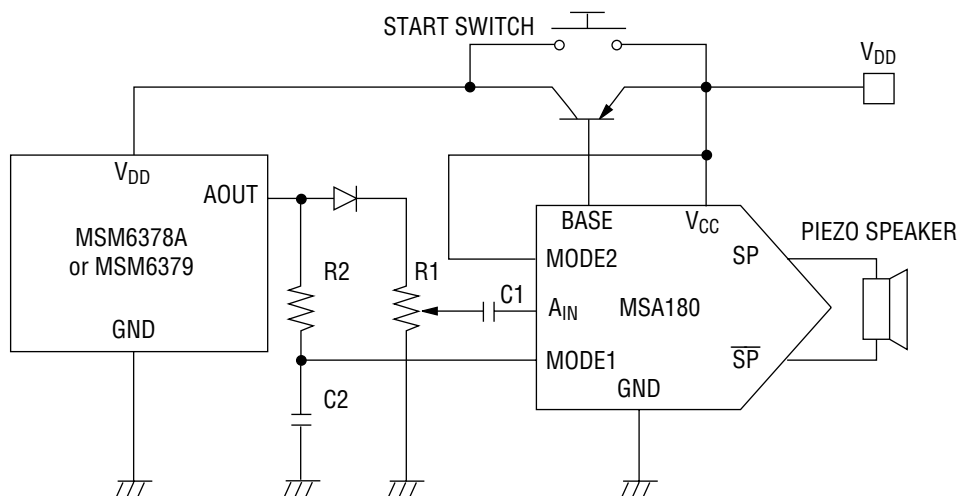 START SWITCH
V_DD
V_DD
AOUT
MSM6378A
or MSM6379
GND
R2
R1
C1
C2
BASE
V_CC
MODE2
SP
A_IN
MSA180
MODE1
S̅P̅
GND
PIEZO SPEAKER